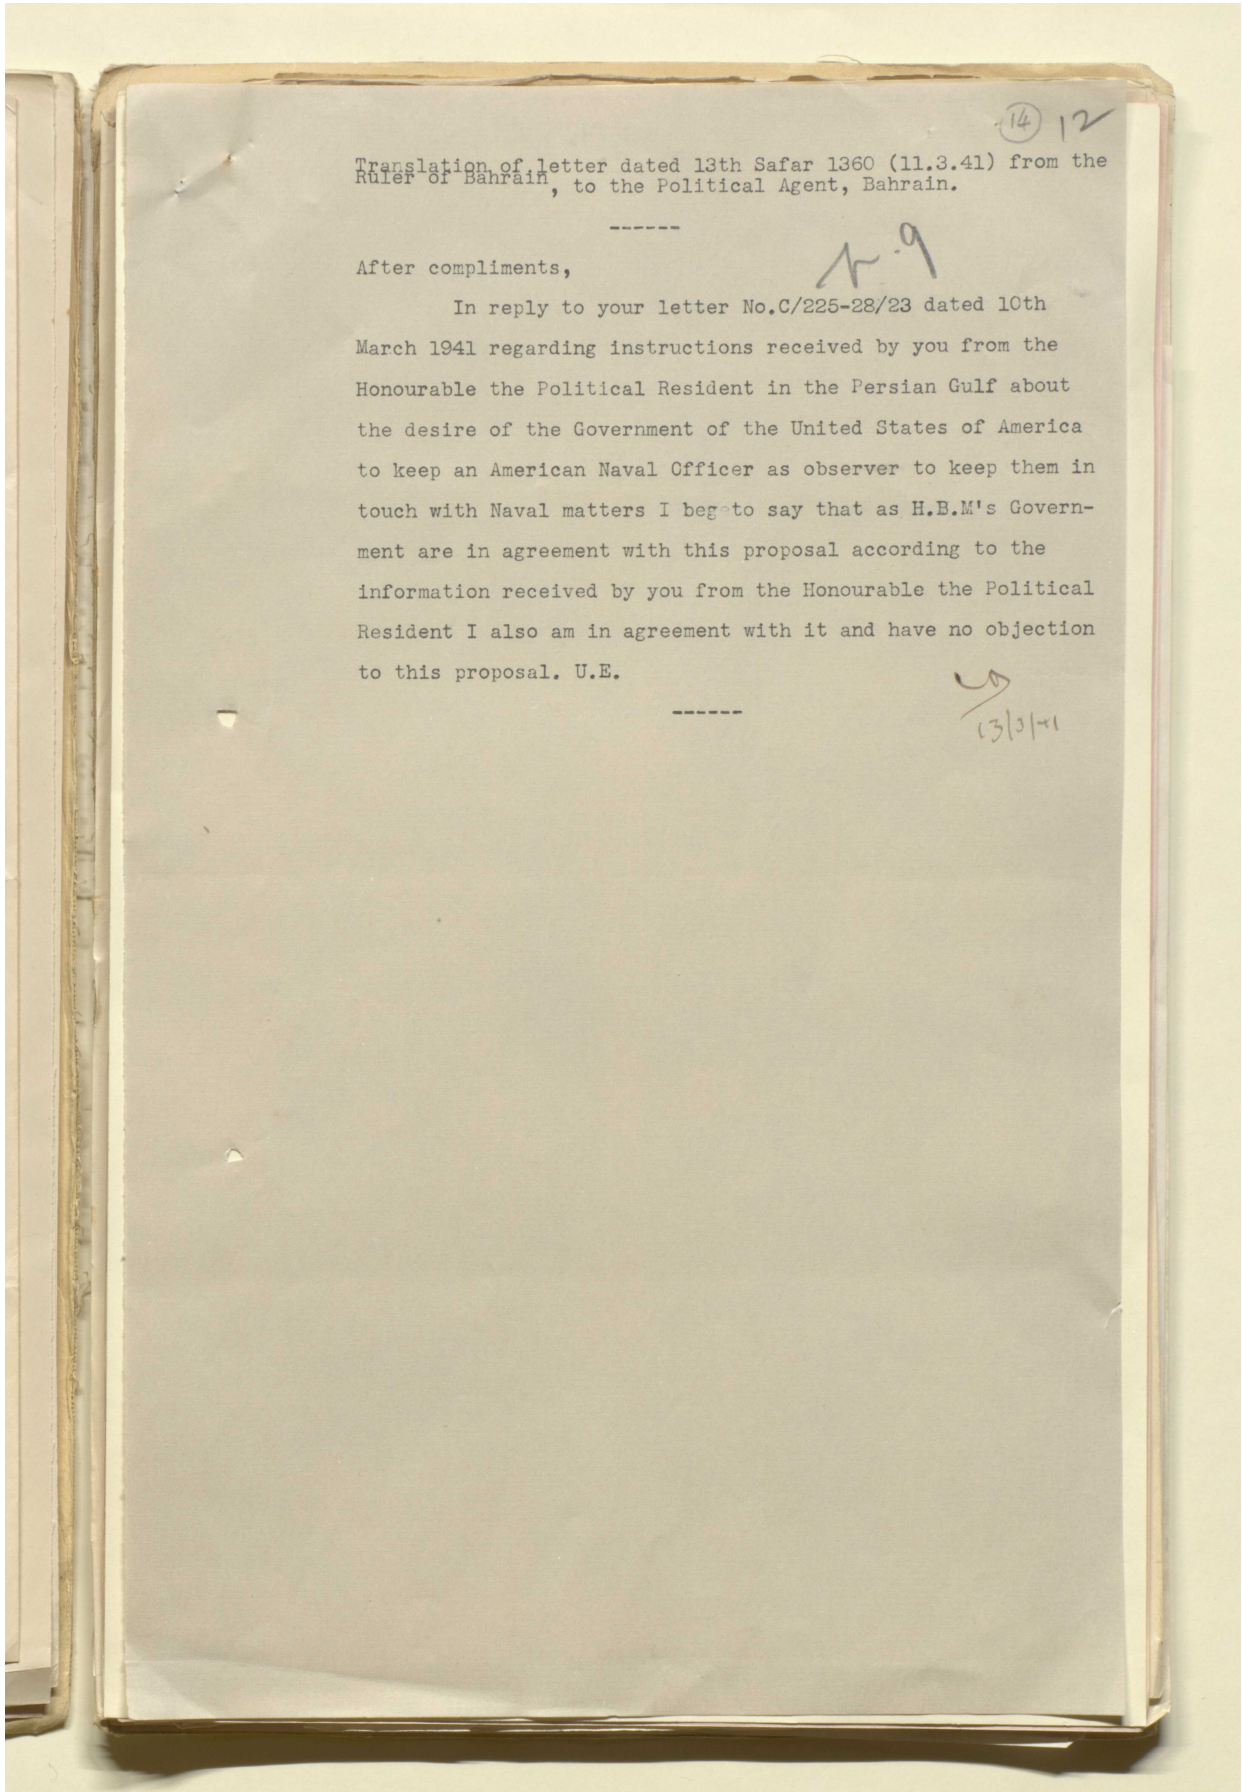 14 12
Translation of letter dated 13th Safar 1360 (11.3.41) from the
Ruler of Bahrain, to the Political Agent, Bahrain.
------
p. 9
After compliments,
In reply to your letter No.C/225-28/23 dated 10th
March 1941 regarding instructions received by you from the
Honourable the Political Resident in the Persian Gulf about
the desire of the Government of the United States of America
to keep an American Naval Officer as observer to keep them in
touch with Naval matters I beg to say that as H.B.M's Govern-
ment are in agreement with this proposal according to the
information received by you from the Honourable the Political
Resident I also am in agreement with it and have no objection
to this proposal. U.E.
------
13/3/41